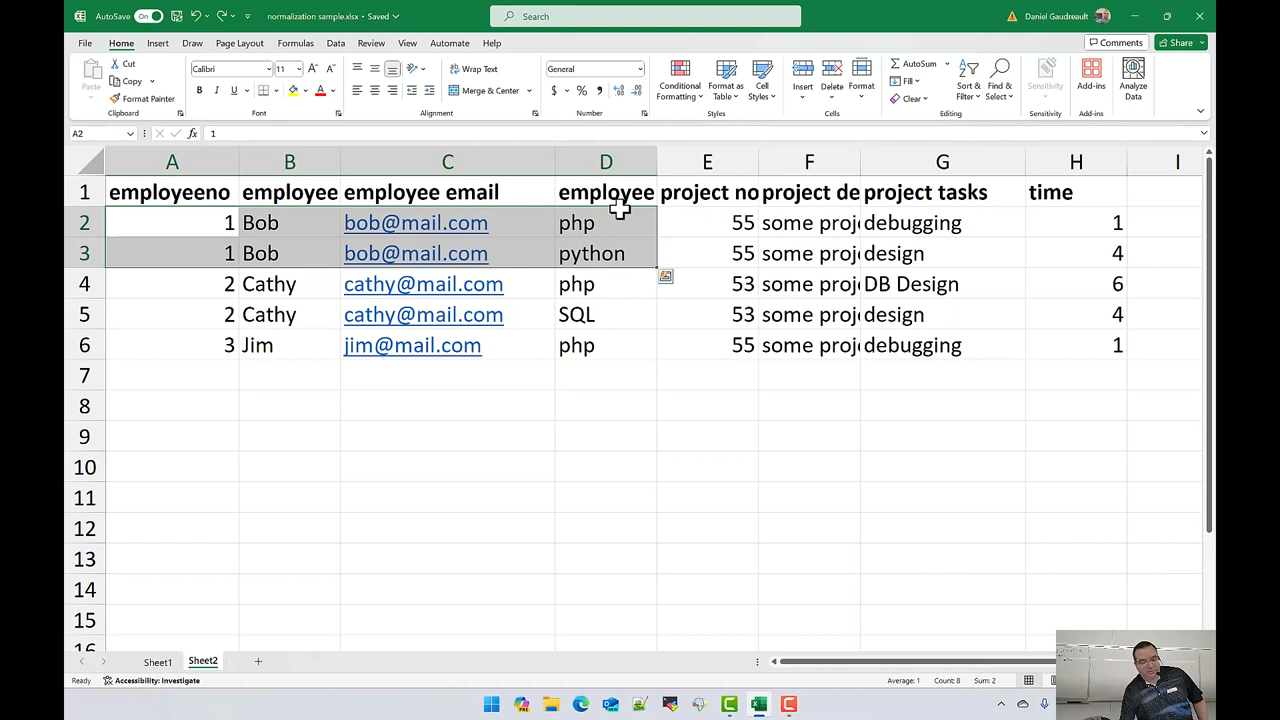 AutoSave On normalization sample.xlsx • Saved Search Daniel Gaudreault
File Home Insert Draw Page Layout Formulas Data Review View Automate Help Comments Share
Paste Cut Copy Format Painter Clipboard
Calibri 11 B I U Font
Wrap Text Merge & Center Alignment
General $ % Number
Conditional Formatting Format as Table Cell Styles Styles
Insert Delete Format Cells
AutoSum Fill Clear Sort & Filter Find & Select Editing
Add-ins Add-ins
Sensitivity Sensitivity
Analyze Data
A2 fx 1
A B C D E F G H I
1 employeeno employee employee email employee project no project de project tasks time
2 1 Bob bob@mail.com php 55 some proj debugging 1
3 1 Bob bob@mail.com python 55 some proj design 4
4 2 Cathy cathy@mail.com php 53 some proj DB Design 6
5 2 Cathy cathy@mail.com SQL 53 some proj design 4
6 3 Jim jim@mail.com php 55 some proj debugging 1
7
8
9
10
11
12
13
14
15
16
Sheet1 Sheet2
Ready Accessibility: Investigate Average: 1 Count: 8 Sum: 2